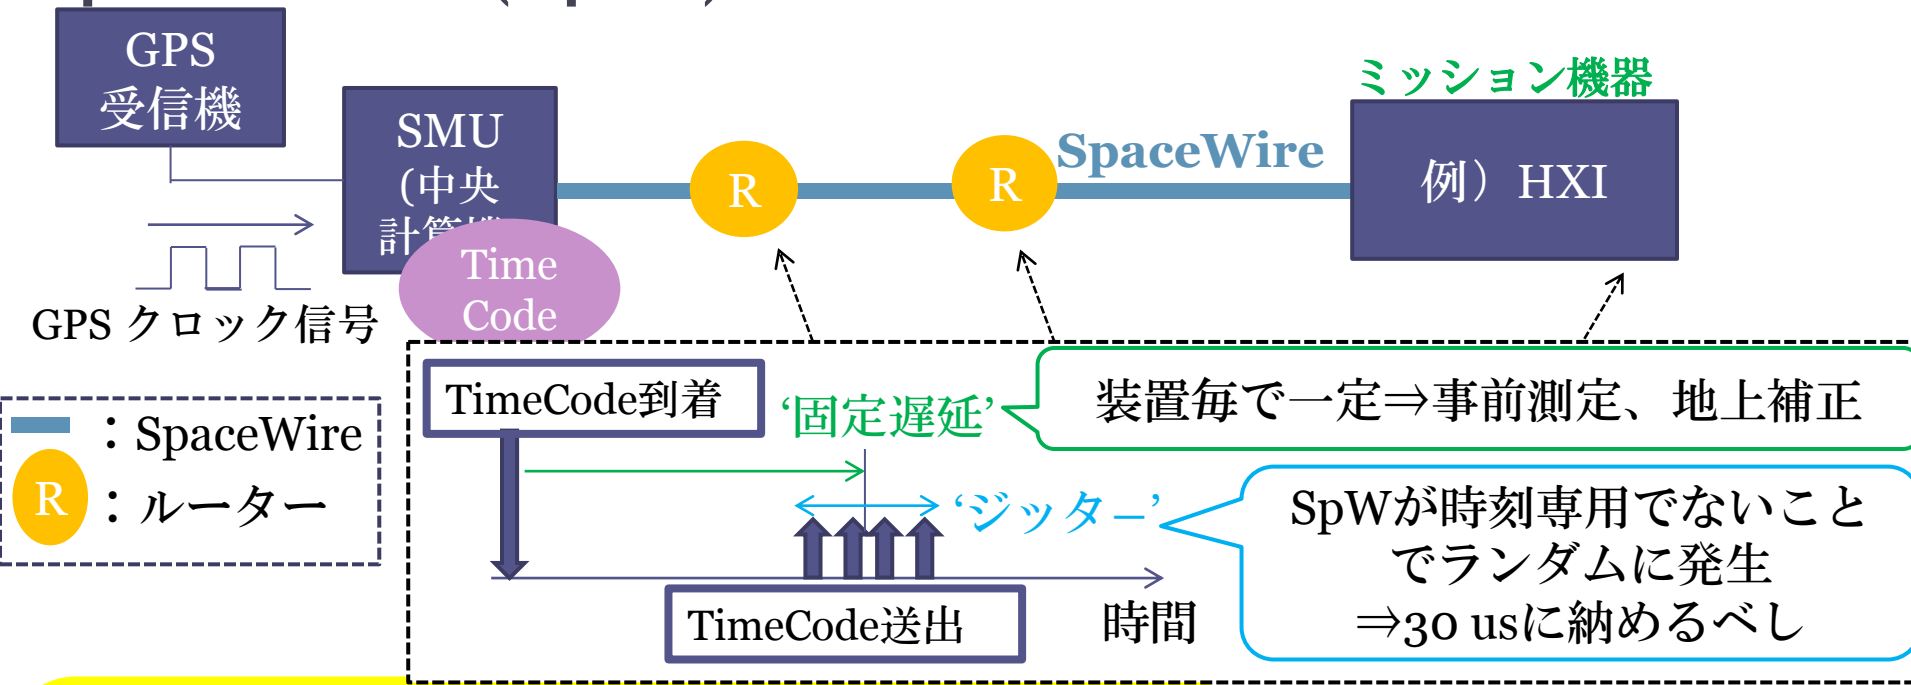 GPS
受信機
SMU
(中央
計算機
Time
Code
GPS クロック信号
R
R
SpaceWire
ミッション機器
例）HXI
：SpaceWire
R
：ルーター
TimeCode到着
‘固定遅延’
装置毎で一定⇒事前測定、地上補正
‘ジッター’
SpWが時刻専用でないこと
でランダムに発生
⇒30 usに納めるべし
TimeCode送出
時間